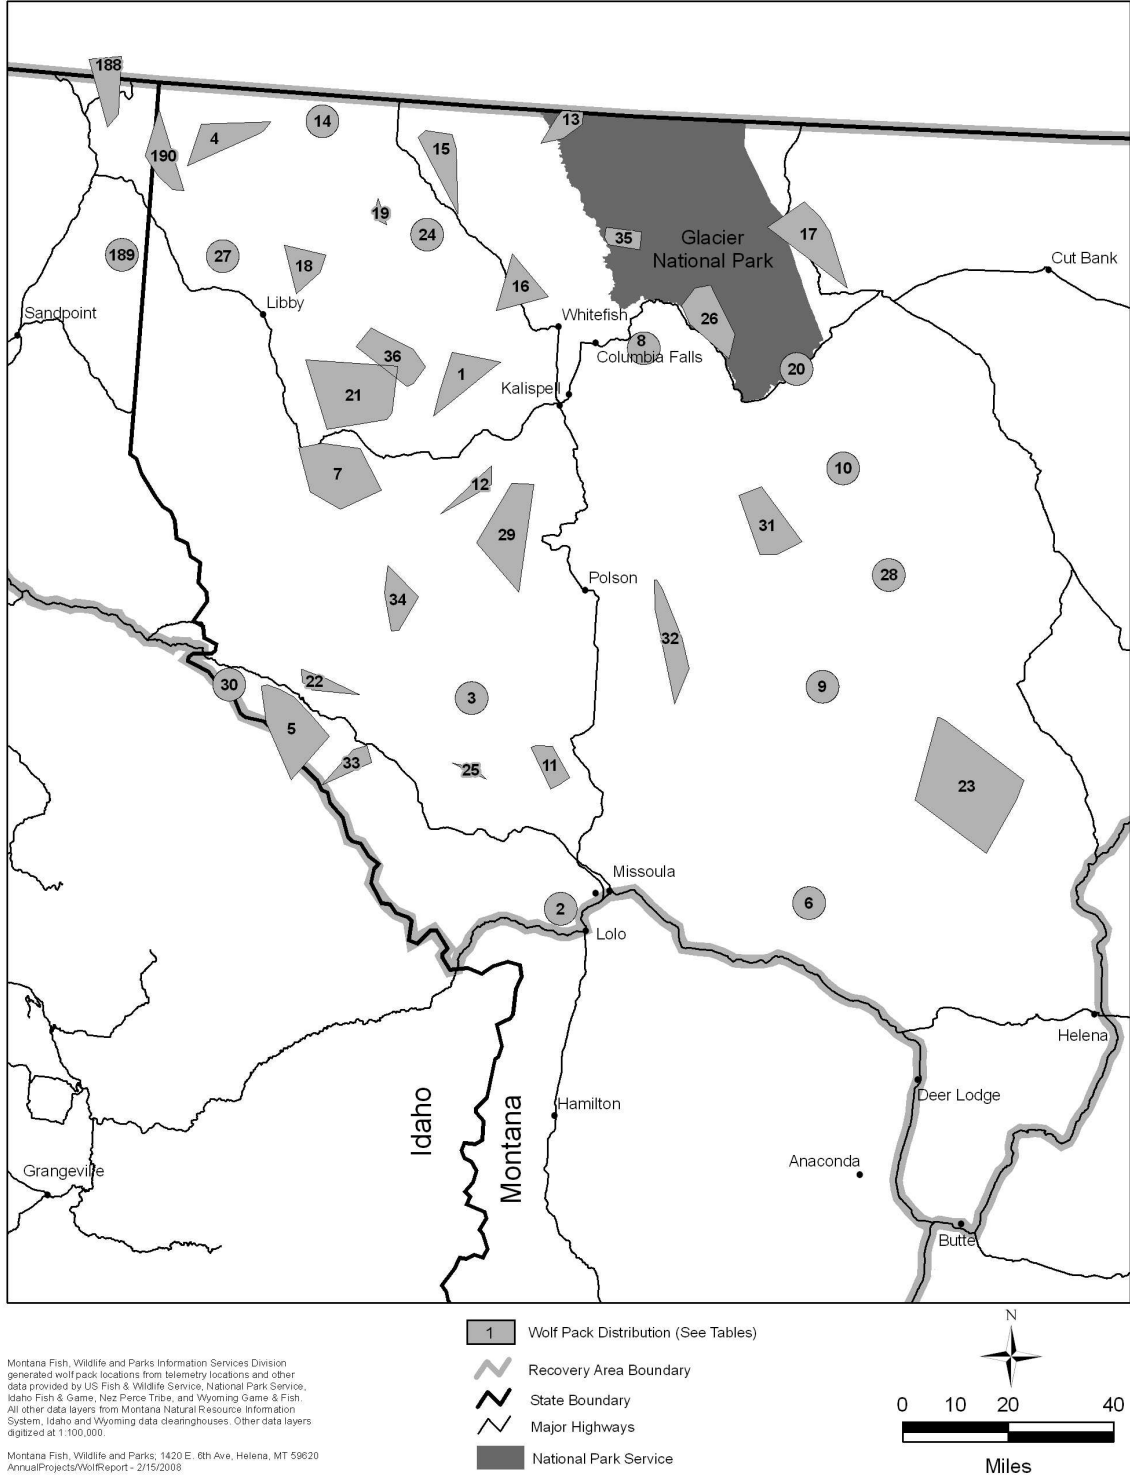 188
13
14
4
15
190
19
24
17
35
Glacier
National Park
189
27
18
Cut Bank
16
Libby
Sandpoint
Whitefish
26
8
Columbia Falls
36
20
1
Kalispell
21
10
7
12
31
29
28
Polson
34
32
22
30
3
9
5
33
25
11
23
Missoula
2
6
Lolo
Helena
Idaho
Montana
Deer Lodge
Hamilton
Anaconda
Grangeville
Butte
1 Wolf Pack Distribution (See Tables)
Recovery Area Boundary
State Boundary
Major Highways
National Park Service
Montana Fish, Wildlife and Parks Information Services Division
generated wolf pack locations from telemetry locations and other
data provided by US Fish & Wildlife Service, National Park Service,
Idaho Fish & Game, Nez Perce Tribe, and Wyoming Game & Fish.
All other data layers from Montana Natural Resource Information
System, Idaho and Wyoming data clearinghouses. Other data layers
digitized at 1:100,000.
Montana Fish, Wildlife and Parks; 1420 E. 6th Ave, Helena, MT 59620
AnnualProjects/WolfReport - 2/15/2008
N
0 10 20 40
Miles